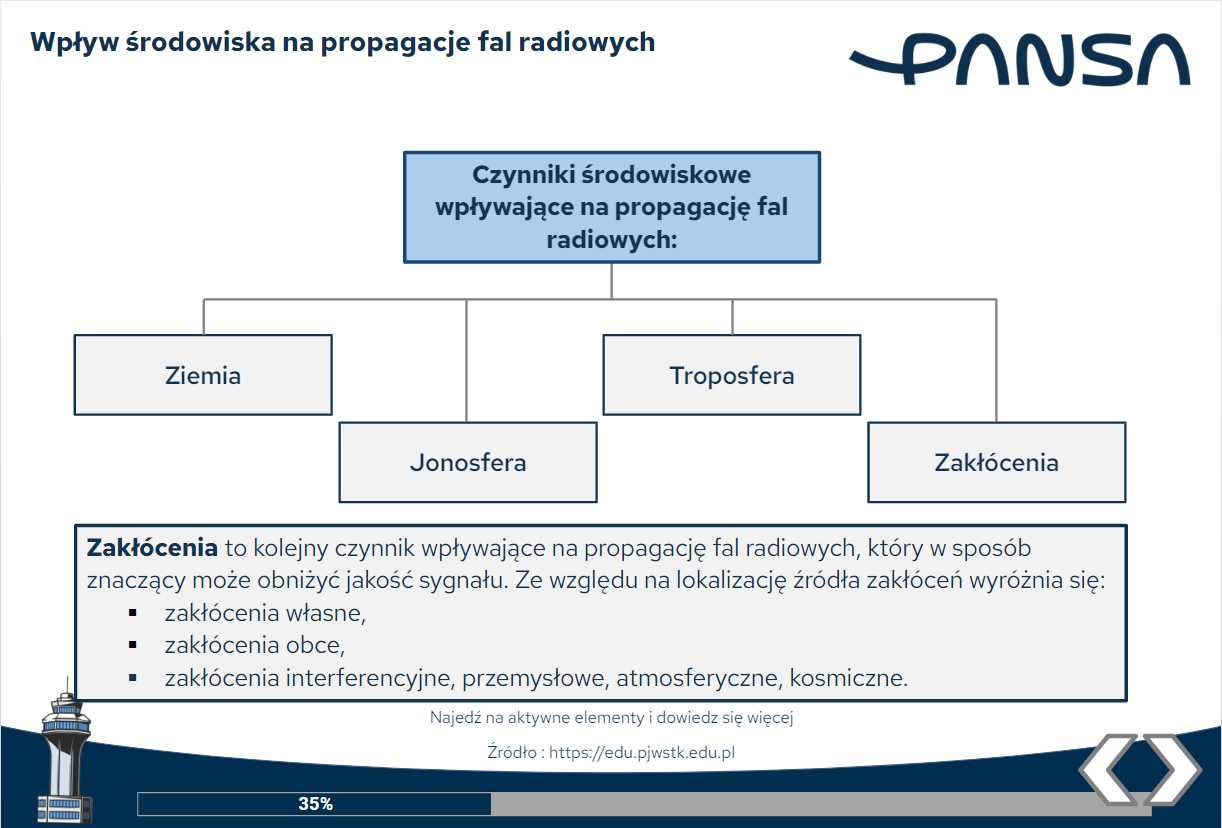 Wpływ środowiska na propagacje fal radiowych
PANSA
Czynniki środowiskowe
wpływające na propagację fal
radiowych:
Ziemia
Troposfera
Jonosfera
Zakłócenia
Zakłócenia to kolejny czynnik wpływające na propagację fal radiowych, który w sposób
znaczący może obniżyć jakość sygnału. Ze względu na lokalizację źródła zakłóceń wyróżnia się:
▪ zakłócenia własne,
▪ zakłócenia obce,
▪ zakłócenia interferencyjne, przemysłowe, atmosferyczne, kosmiczne.
Najedź na aktywne elementy i dowiedz się więcej
Źródło : https://edu.pjwstk.edu.pl
35%